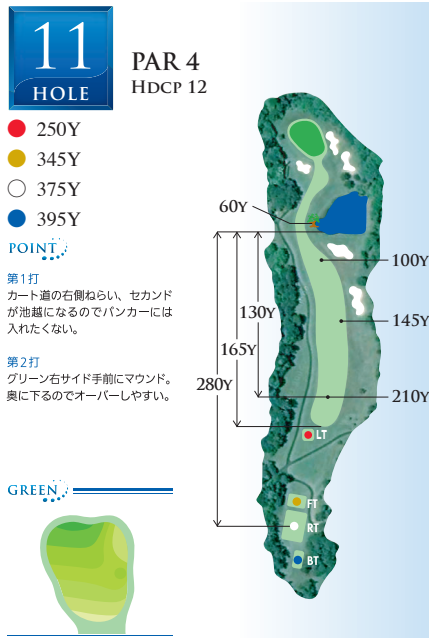 11
HOLE
PAR 4
HDCP 12
250Y
345Y
375Y
395Y
POINT
第1打
カート道の右側ねらい、セカンド
が池越になるのでバンカーには
入れたくない。
第2打
グリーン右サイド手前にマウンド。
奥に下るのでオーバーしやすい。
GREEN
60Y
100Y
130Y
145Y
165Y
280Y
210Y
LT
FT
RT
BT